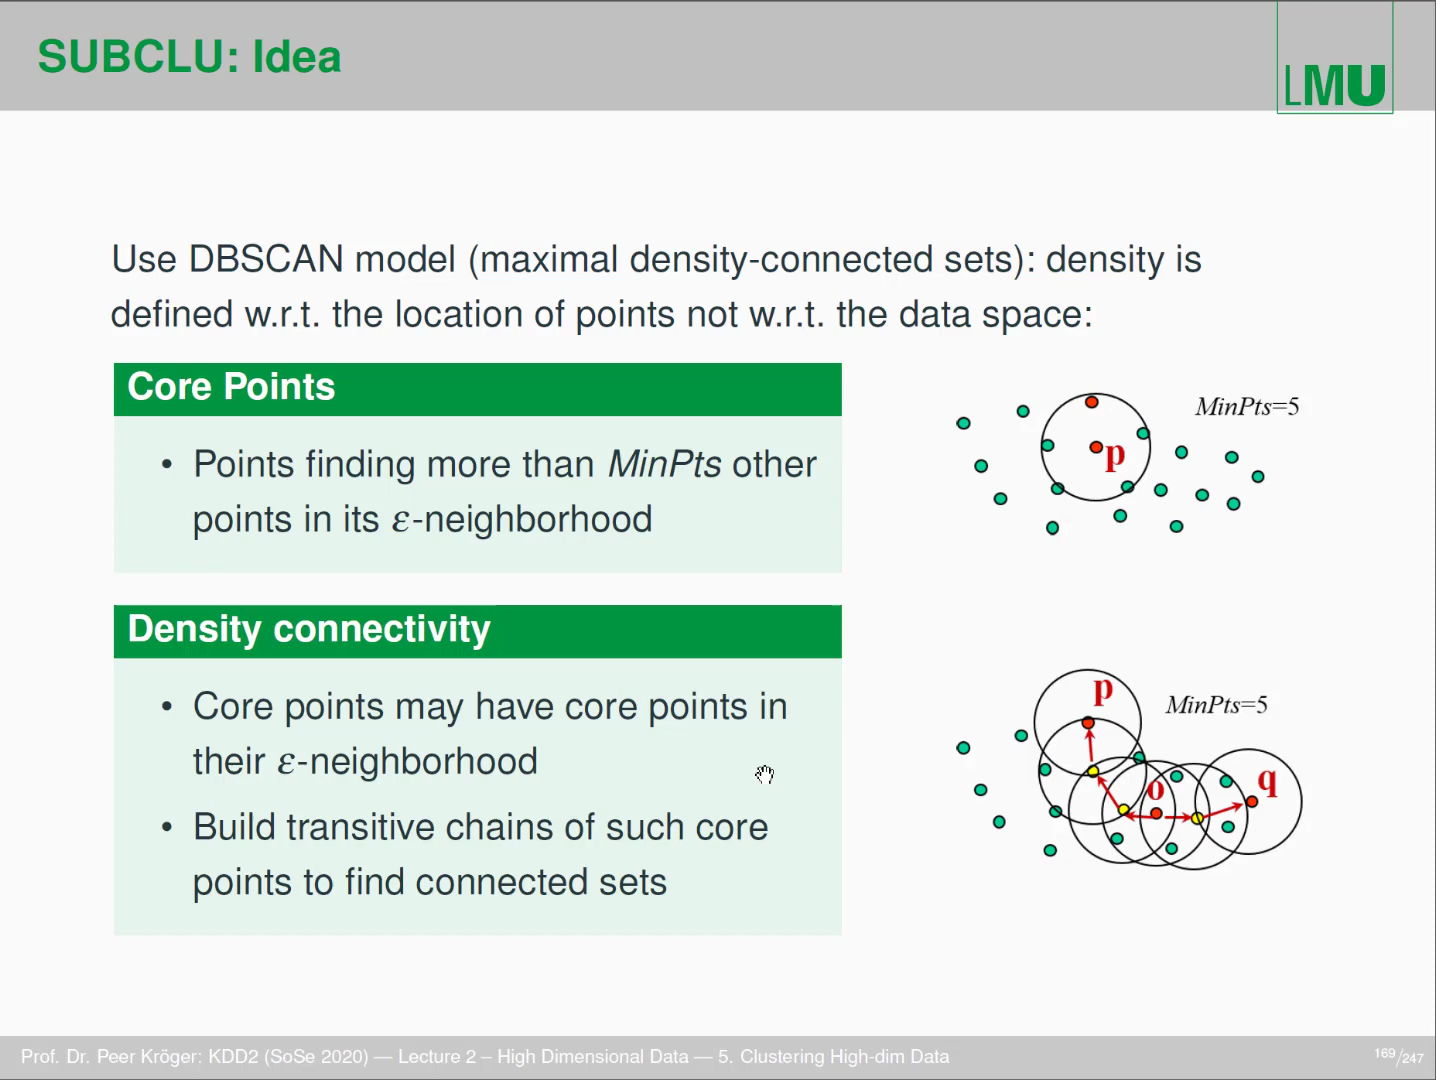 SUBCLU: Idea
LMU
Use DBSCAN model (maximal density-connected sets): density is
defined w.r.t. the location of points not w.r.t. the data space:
Core Points
• Points finding more than MinPts other
points in its ε-neighborhood
MinPts=5
p
Density connectivity
• Core points may have core points in
their ε-neighborhood
• Build transitive chains of such core
points to find connected sets
p
MinPts=5
o
q
Prof. Dr. Peer Kröger: KDD2 (SoSe 2020) — Lecture 2 – High Dimensional Data — 5. Clustering High-dim Data
169/247